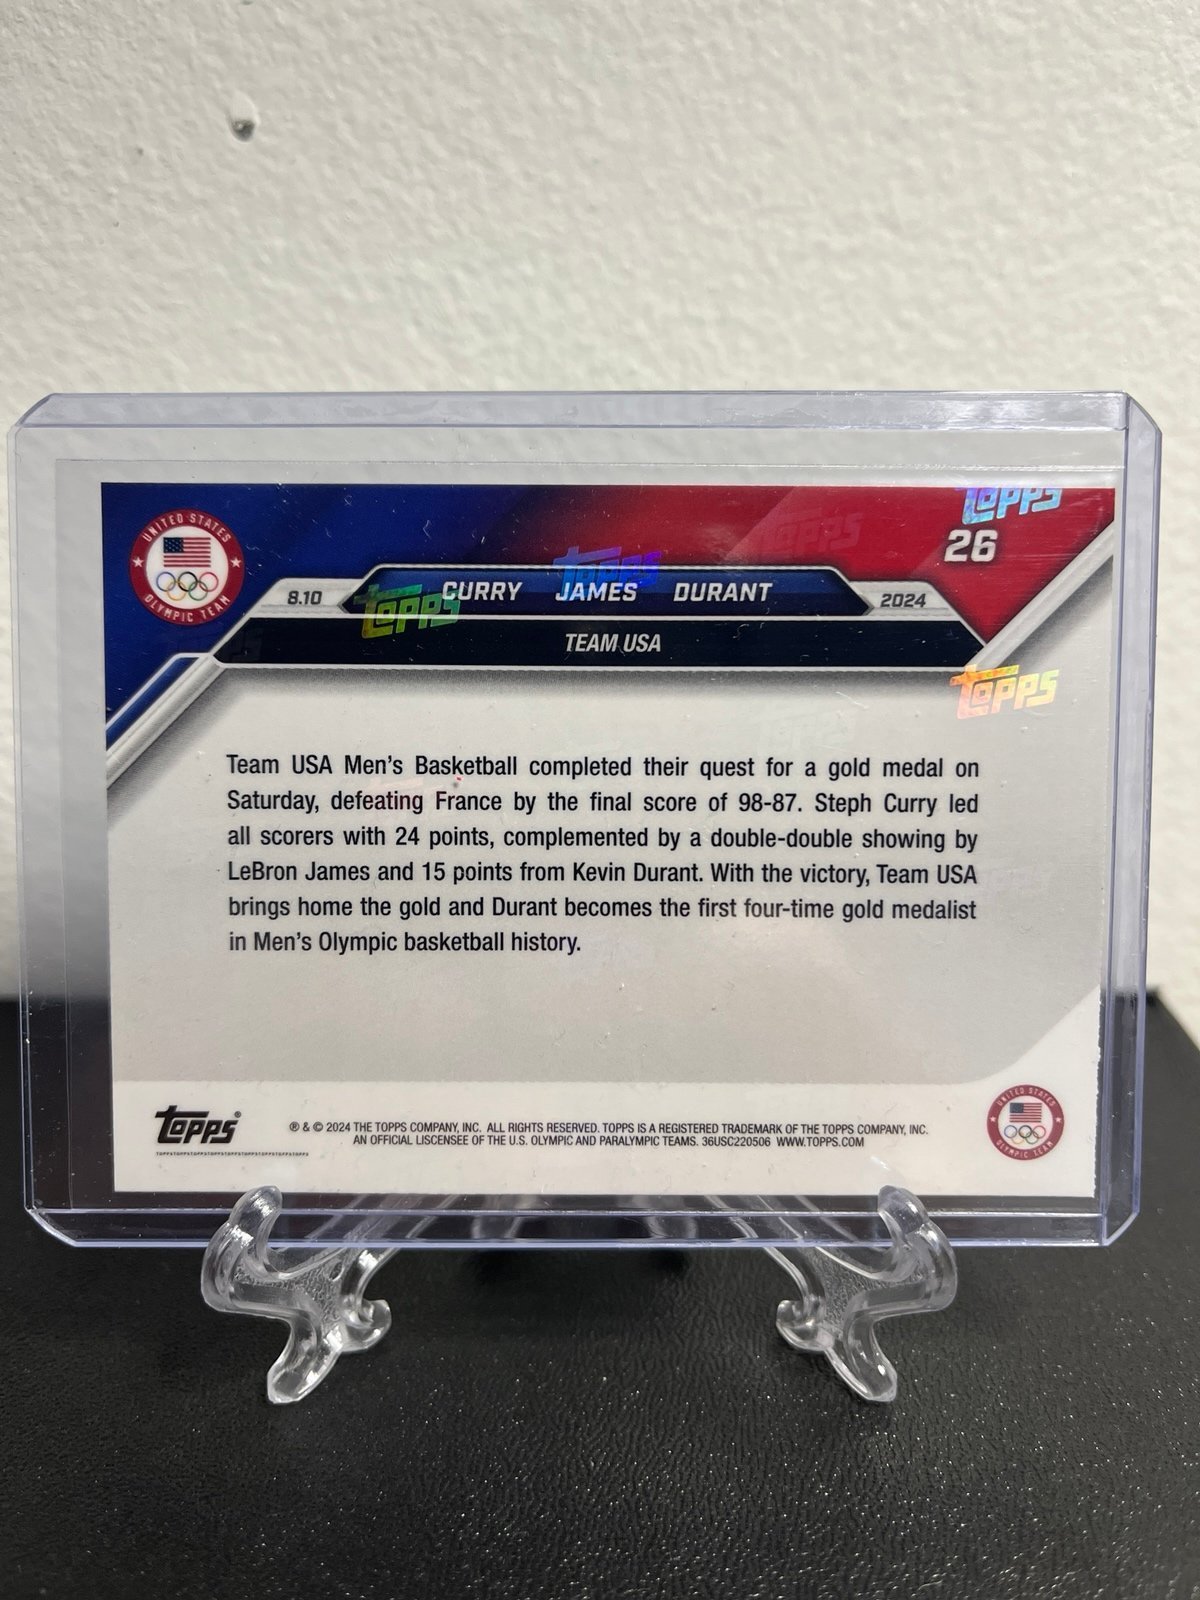 UNITED STATES
OLYMPIC TEAM
TOPPS
26
8.10
CURRY JAMES DURANT
2024
TOPPS
TOPPS
TEAM USA
TOPPS
Team USA Men's Basketball completed their quest for a gold medal on
Saturday, defeating France by the final score of 98-87. Steph Curry led
all scorers with 24 points, complemented by a double-double showing by
LeBron James and 15 points from Kevin Durant. With the victory, Team USA
brings home the gold and Durant becomes the first four-time gold medalist
in Men's Olympic basketball history.
TOPPS®
TOPPSTOPPSTOPPSTOPPSTOPPSTOPPSTOPPSTOPPS
® & © 2024 THE TOPPS COMPANY, INC. ALL RIGHTS RESERVED. TOPPS IS A REGISTERED TRADEMARK OF THE TOPPS COMPANY, INC.
AN OFFICIAL LISCENSEE OF THE U.S. OLYMPIC AND PARALYMPIC TEAMS. 36USC220506 WWW.TOPPS.COM
UNITED STATES
OLYMPIC TEAM